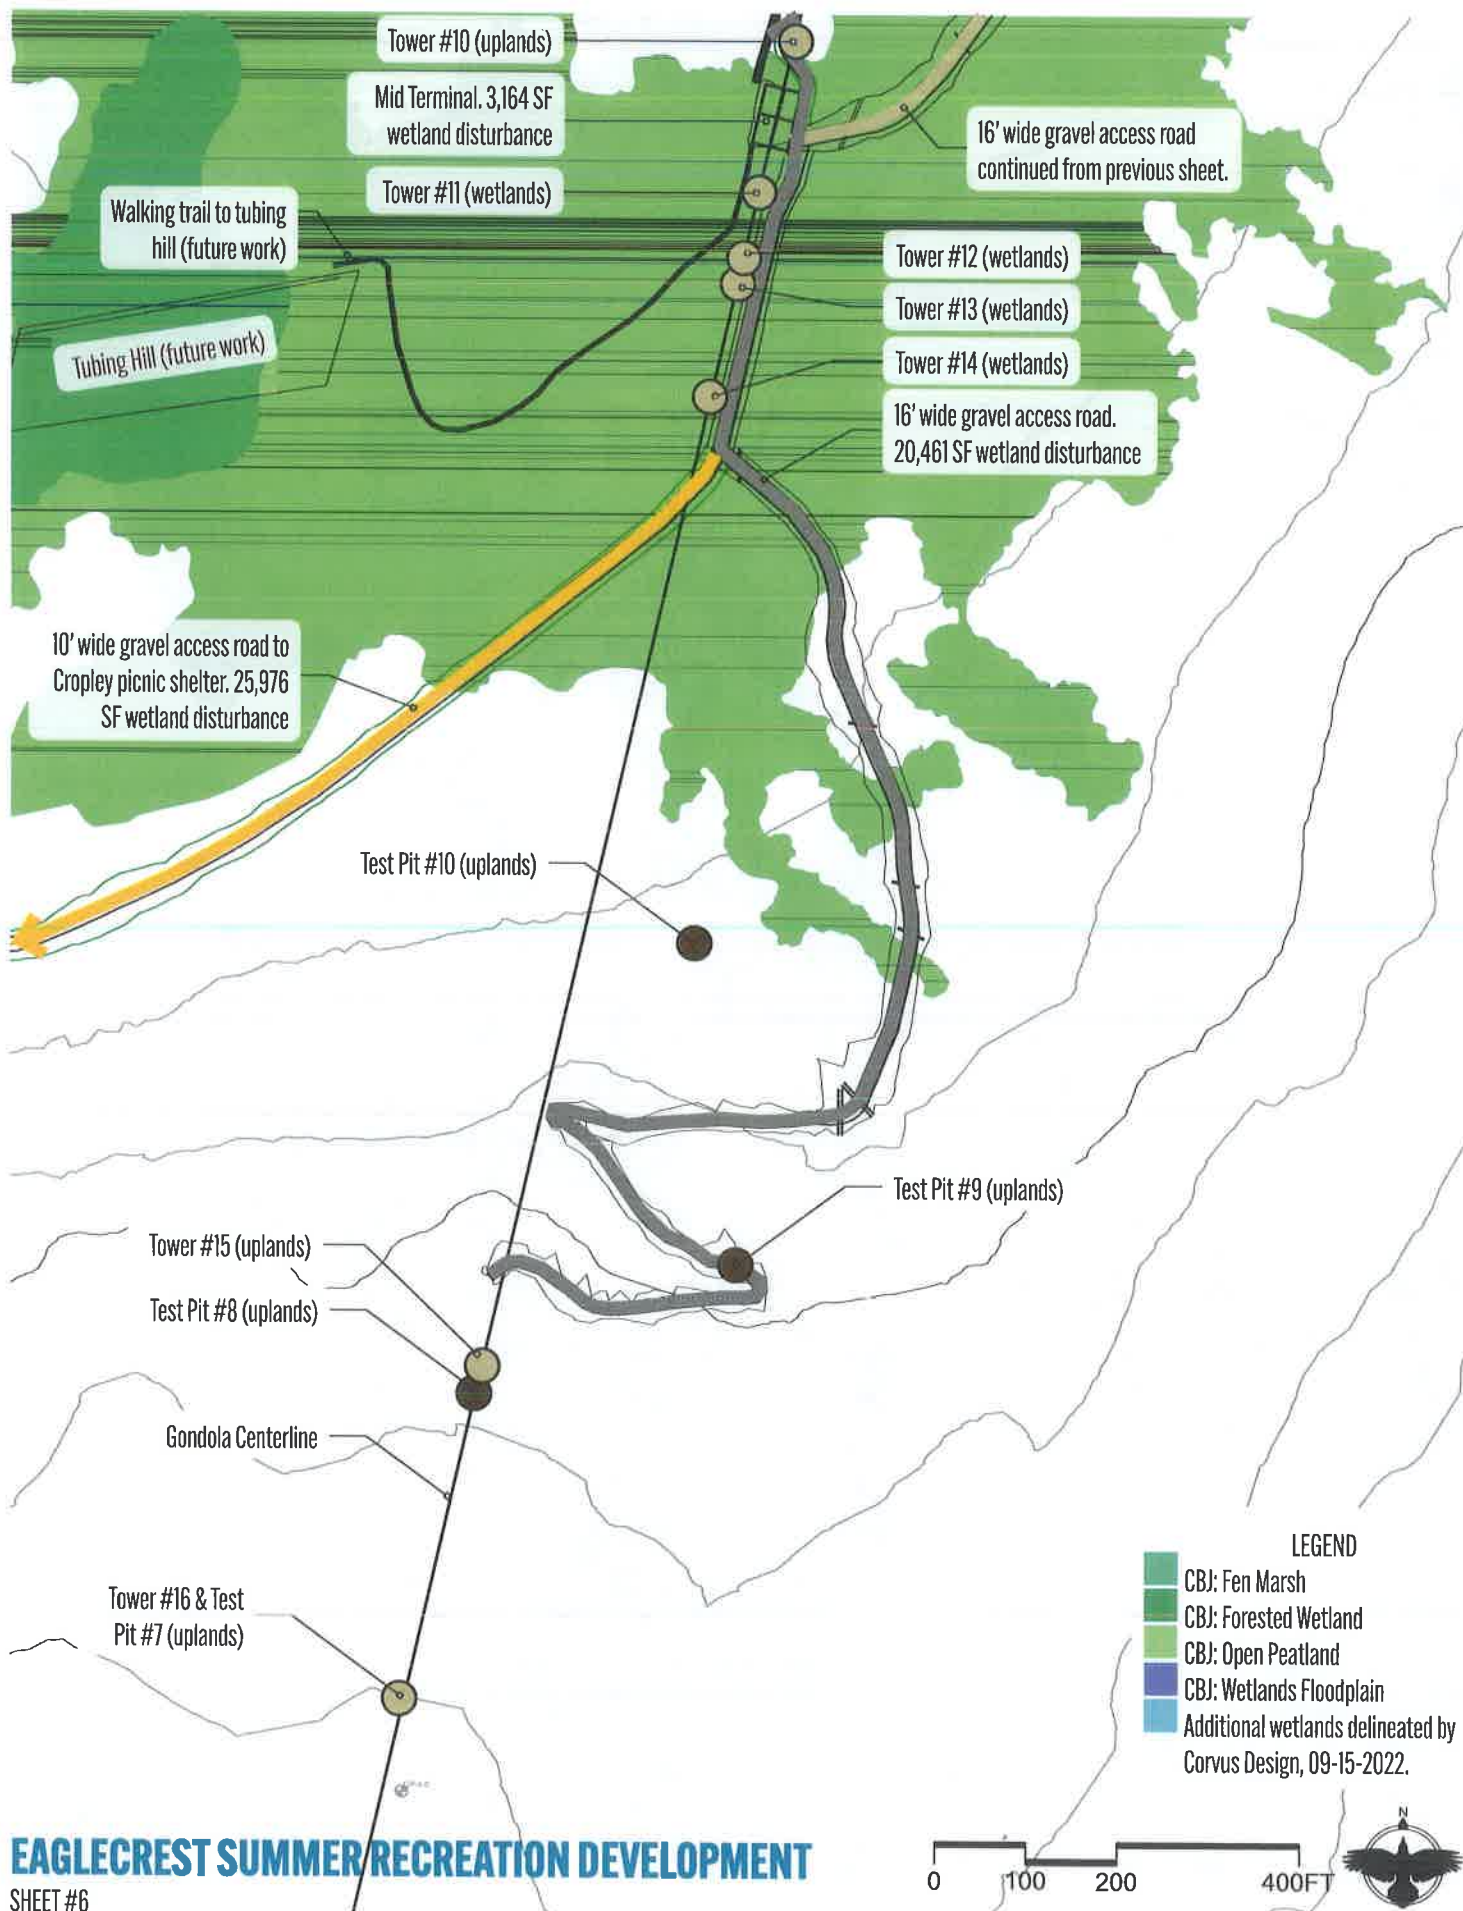 Tower #10 (uplands)
Mid Terminal. 3,164 SF
wetland disturbance
16' wide gravel access road
continued from previous sheet.
Tower #11 (wetlands)
Walking trail to tubing
hill (future work)
Tower #12 (wetlands)
Tower #13 (wetlands)
Tubing Hill (future work)
Tower #14 (wetlands)
16' wide gravel access road.
20,461 SF wetland disturbance
10' wide gravel access road to
Cropley picnic shelter. 25,976
SF wetland disturbance
Test Pit #10 (uplands)
Test Pit #9 (uplands)
Tower #15 (uplands)
Test Pit #8 (uplands)
Gondola Centerline
Tower #16 & Test
Pit #7 (uplands)
LEGEND
CBJ: Fen Marsh
CBJ: Forested Wetland
CBJ: Open Peatland
CBJ: Wetlands Floodplain
Additional wetlands delineated by
Corvus Design, 09-15-2022.
EAGLECREST SUMMER RECREATION DEVELOPMENT
SHEET #6
0 100 200 400FT
N